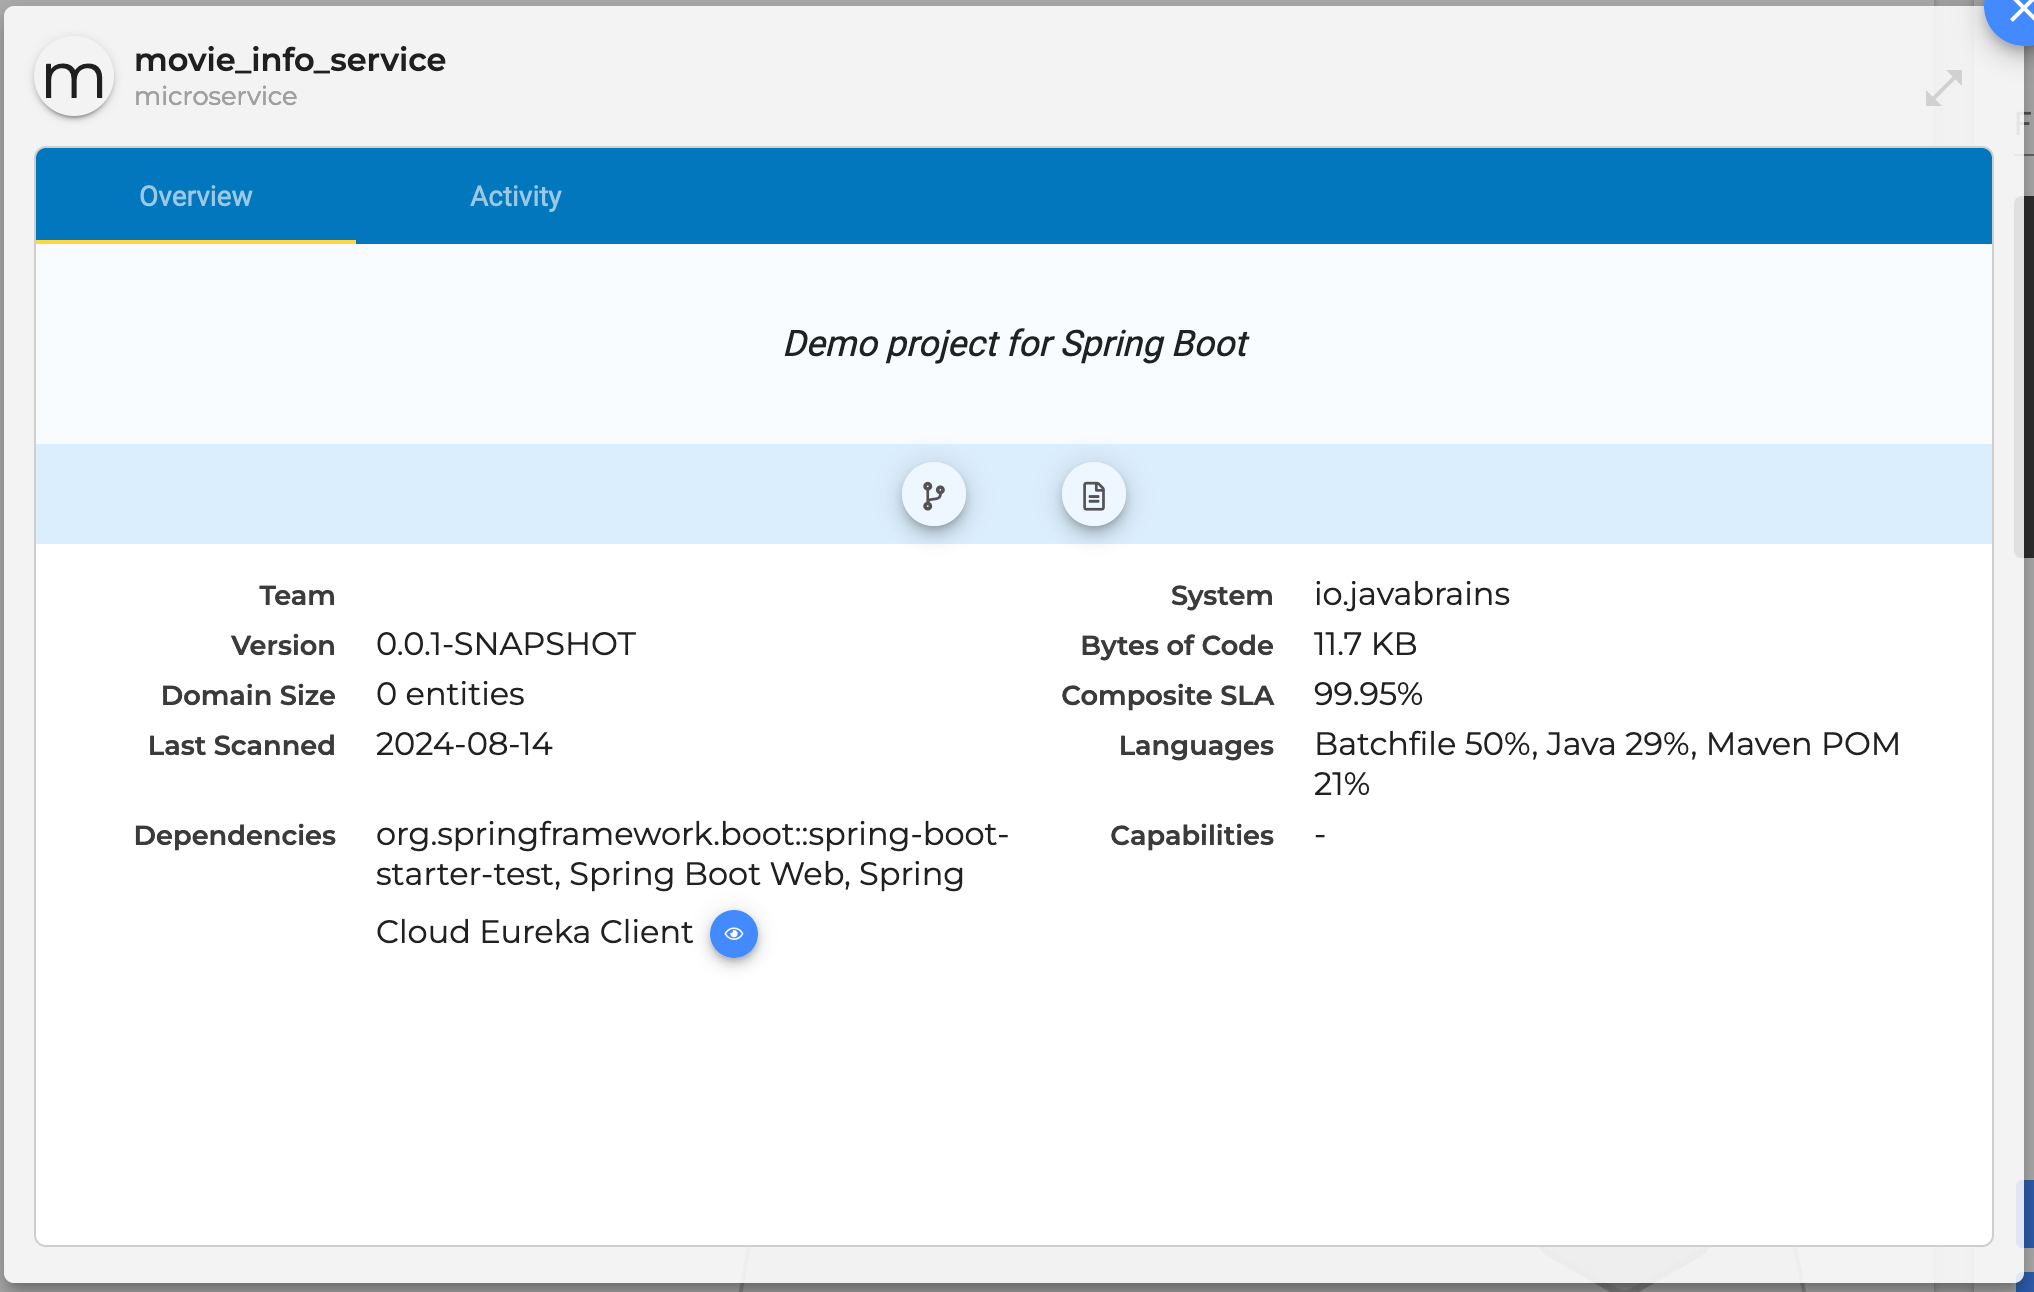 m
movie_info_service
microservice
F
Overview
Activity
Demo project for Spring Boot
Team
System
io.javabrains
Version
0.0.1-SNAPSHOT
Bytes of Code
11.7 KB
Domain Size
0 entities
Composite SLA
99.95%
Last Scanned
2024-08-14
Languages
Batchfile 50%, Java 29%, Maven POM
21%
Dependencies
org.springframework.boot::spring-boot-
starter-test, Spring Boot Web, Spring
Cloud Eureka Client
Capabilities
-